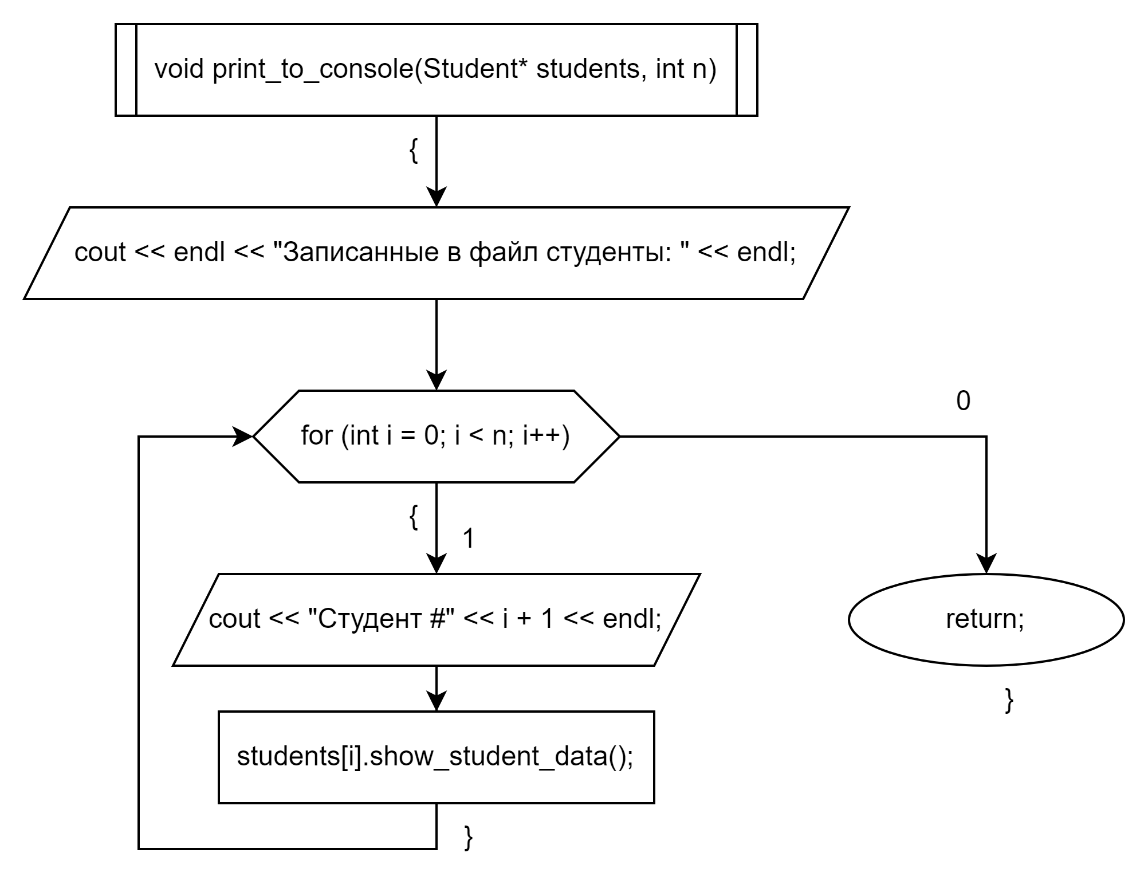 void print_to_console(Student* students, int n)
{
cout << endl << "Записанные в файл студенты: " << endl;
for (int i = 0; i < n; i++)
0
{
1
cout << "Студент #" << i + 1 << endl;
return;
}
students[i].show_student_data();
}